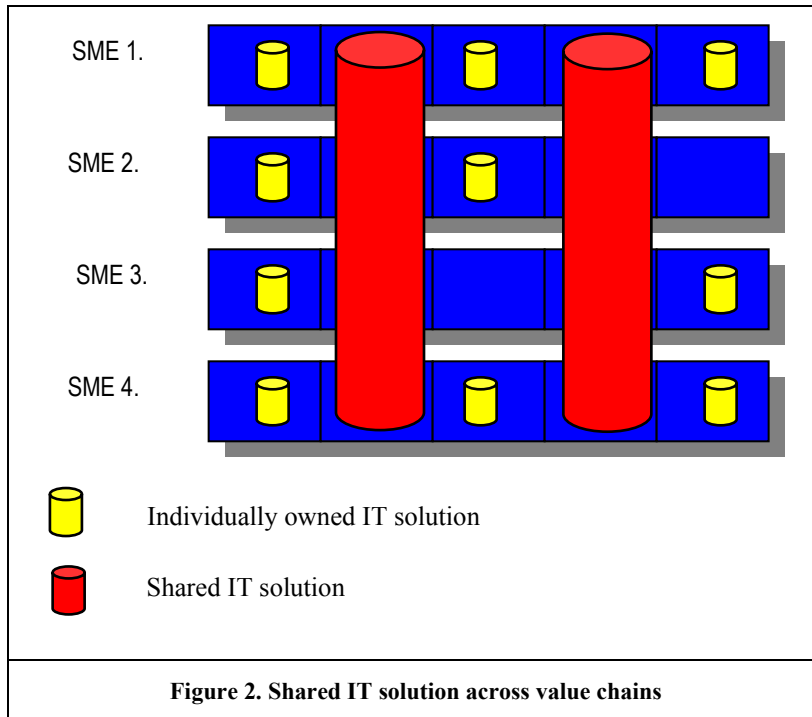 SME 1.
SME 2.
SME 3.
SME 4.
Individually owned IT solution
Shared IT solution
Figure 2. Shared IT solution across value chains